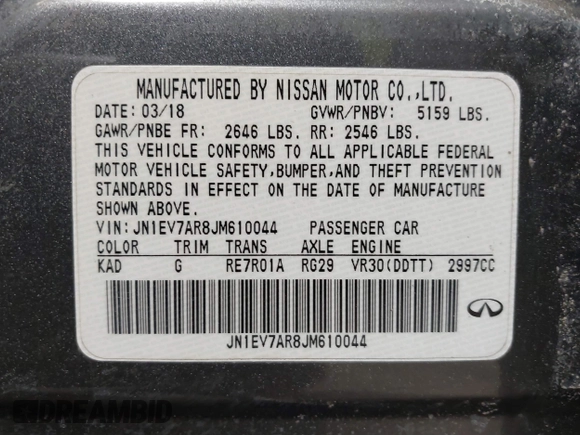 MANUFACTURED BY NISSAN MOTOR CO.,LTD.
DATE: 03/18 GVWR/PNBV: 5159 LBS.
GAWR/PNBE FR: 2646 LBS. RR: 2546 LBS.
THIS VEHICLE CONFORMS TO ALL APPLICABLE FEDERAL
MOTOR VEHICLE SAFETY,BUMPER,AND THEFT PREVENTION
STANDARDS IN EFFECT ON THE DATE OF MANUFACTURE
SHOWN ABOVE.
VIN: JN1EV7AR8JM610044 PASSENGER CAR
COLOR TRIM TRANS AXLE ENGINE
KAD G RE7R01A RG29 VR30(DDTT) 2997CC
JN1EV7AR8JM610044
DREAMBID